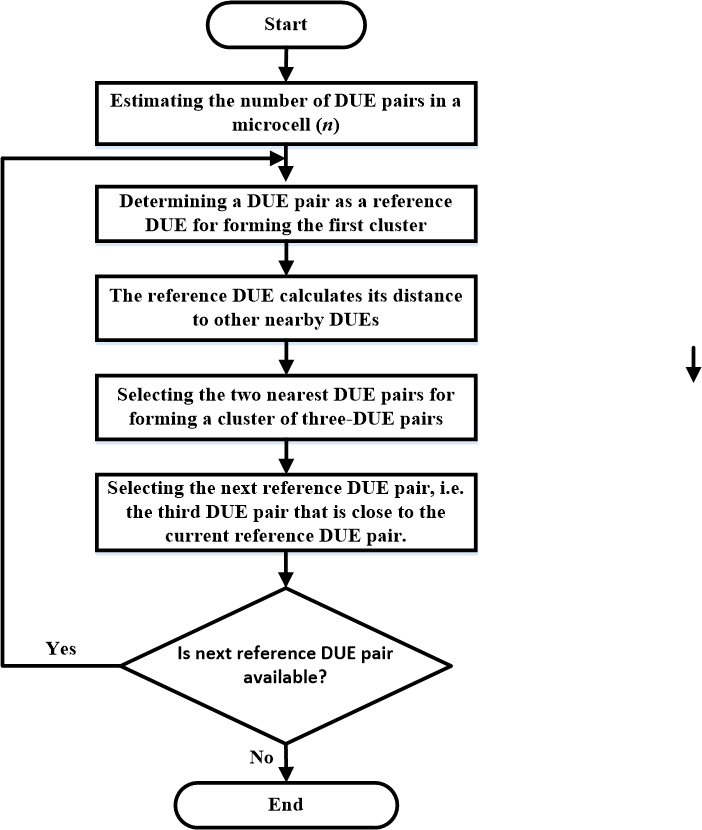 Start
Estimating the number of DUE pairs in a
microcell (n)
Determining a DUE pair as a reference
DUE for forming the first cluster
The reference DUE calculates its distance
to other nearby DUEs
Selecting the two nearest DUE pairs for
forming a cluster of three-DUE pairs
Selecting the next reference DUE pair, i.e.
the third DUE pair that is close to the
current reference DUE pair.
Yes
Is next reference DUE pair
available?
No
End